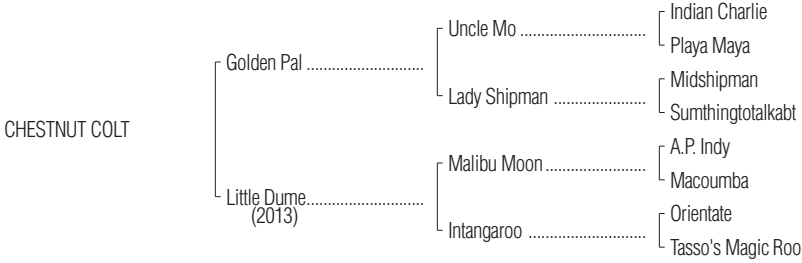 Indian Charlie
Uncle Mo ..............................
Playa Maya
Golden Pal ............................
Midshipman
Lady Shipman ......................
Sumthingtotalkabt
CHESTNUT COLT
A.P. Indy
Malibu Moon ........................
Macoumba
Little Dume............................
(2013)
Orientate
Intangaroo ............................
Tasso's Magic Roo